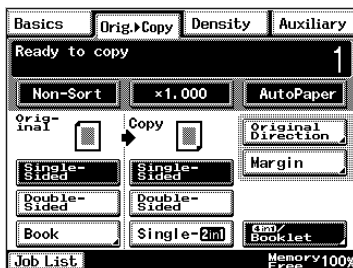 Basics Orig.▸Copy Density Auxiliary
Ready to copy 1
Non-Sort ×1.000 AutoPaper
Orig-
inal Copy
Original
Direction
Single-
Sided Single-
Sided Margin
Double-
Sided Double-
Sided
Book Single-2in1 4in1
Booklet
Job List Memory
Free 100%